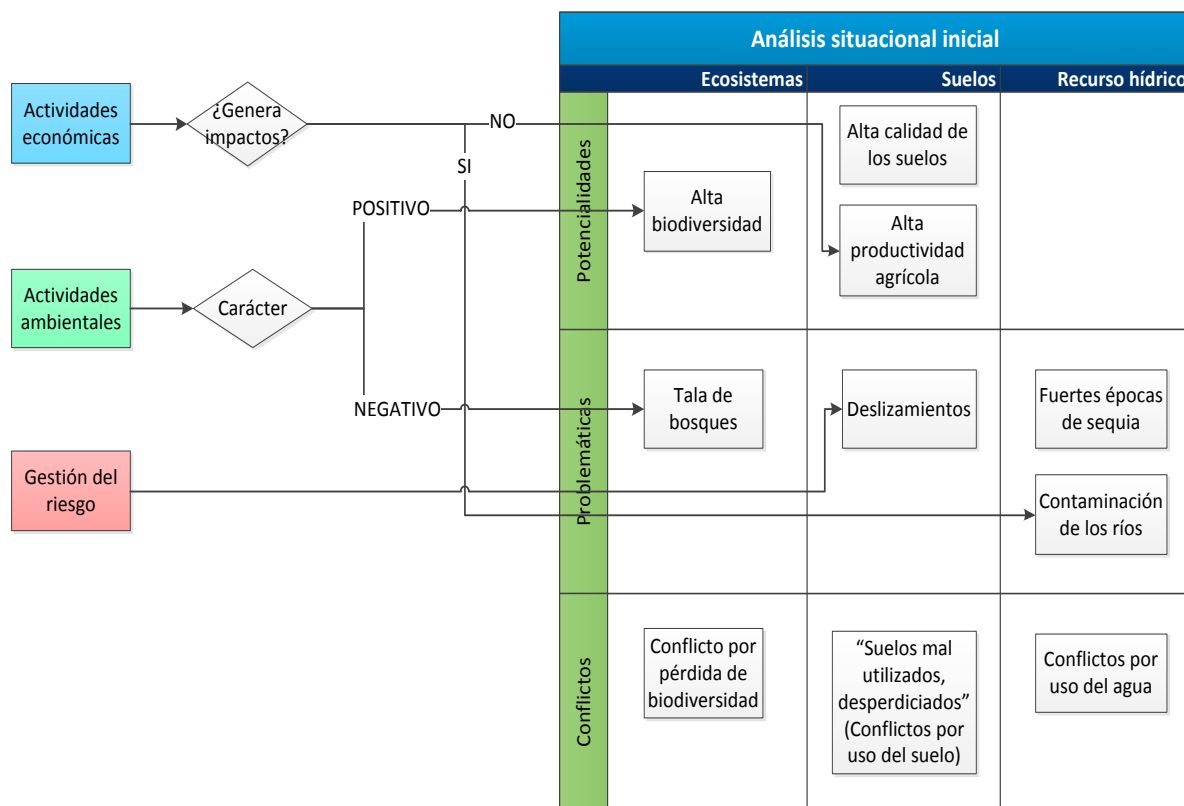 Análisis situacional inicial
Ecosistemas
Suelos
Recurso hídrico
Actividades
económicas
¿Genera
impactos?
NO
SI
Potencialidades
Alta calidad de
los suelos
Alta
biodiversidad
Alta
productividad
agrícola
POSITIVO
Actividades
ambientales
Carácter
NEGATIVO
Problemáticas
Tala de
bosques
Deslizamientos
Fuertes épocas
de sequia
Gestión del
riesgo
Contaminación
de los ríos
Conflictos
Conflicto por
pérdida de
biodiversidad
“Suelos mal
utilizados,
desperdiciados”
(Conflictos por
uso del suelo)
Conflictos por
uso del agua